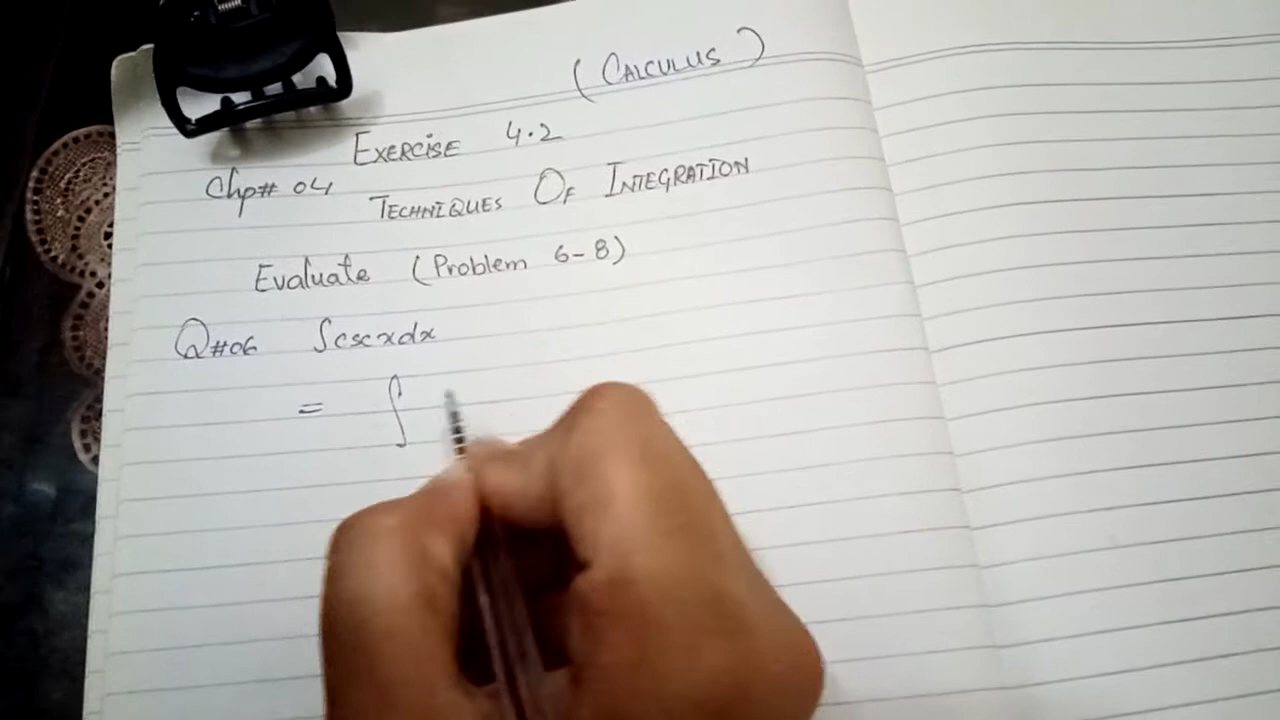 (CALCULUS)
EXERCISE 4.2
Chp# 04 TECHNIQUES OF INTEGRATION
Evaluate (Problem 6-8)
Q#06 ∫cscxdx
= ∫